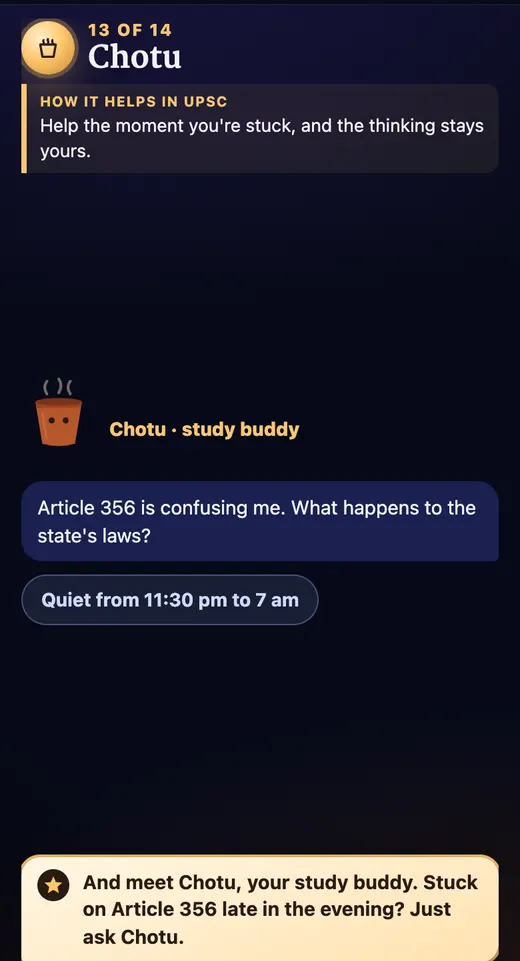 13 OF 14
Chotu
HOW IT HELPS IN UPSC
Help the moment you're stuck, and the thinking stays
yours.
Chotu · study buddy
Article 356 is confusing me. What happens to the
state's laws?
Quiet from 11:30 pm to 7 am
And meet Chotu, your study buddy. Stuck
on Article 356 late in the evening? Just
ask Chotu.